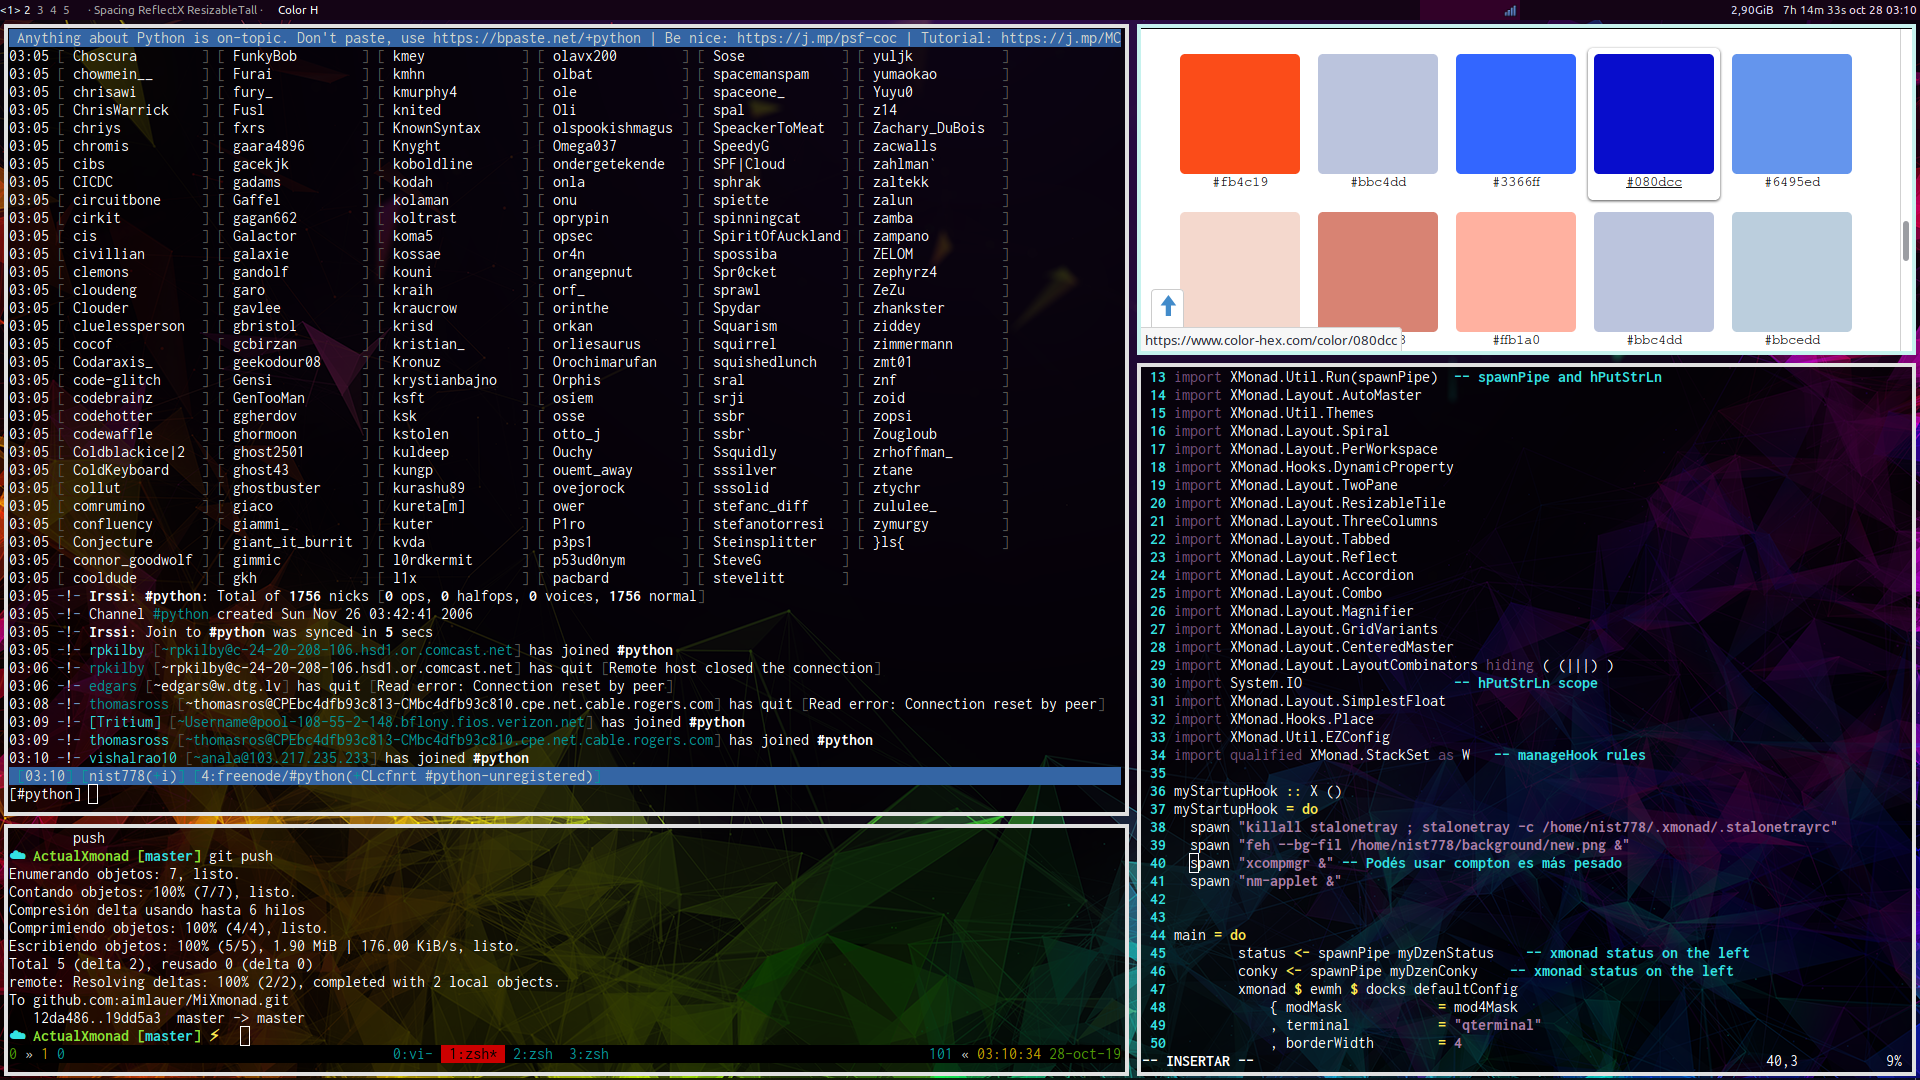 <1> 2 3 4 5 · Spacing ReflectX ResizableTall · Color H 2,90GiB 7h 14m 33s oct 28 03:10
Anything about Python is on-topic. Don't paste, use https://bpaste.net/+python | Be nice: https://j.mp/psf-coc | Tutorial: https://j.mp/MC
03:05 [ Choscura ] [ FunkyBob ] [ kmey ] [ olavx200 ] [ Sose ] [ yuljk ]
03:05 [ chowmein__ ] [ Furai ] [ kmhn ] [ olbat ] [ spacemanspam ] [ yumaokao ]
03:05 [ chrisawi ] [ fury_ ] [ kmurphy4 ] [ ole ] [ spaceone_ ] [ Yuyu0 ]
03:05 [ ChrisWarrick ] [ Fusl ] [ knited ] [ Oli ] [ spal ] [ z14 ]
03:05 [ chriys ] [ fxrs ] [ KnownSyntax ] [ olspookishmagus ] [ SpeackerToMeat ] [ Zachary_DuBois ]
03:05 [ chromis ] [ gaara4896 ] [ Knyght ] [ Omega037 ] [ SpeedyG ] [ zacwalls ]
03:05 [ cibs ] [ gacekjk ] [ koboldline ] [ ondergetekende ] [ SPF|Cloud ] [ zahlman` ]
03:05 [ CICDC ] [ gadams ] [ kodah ] [ onla ] [ sphrak ] [ zaltekk ]
03:05 [ circuitbone ] [ Gaffel ] [ kolaman ] [ onu ] [ spiette ] [ zalun ]
03:05 [ cirkit ] [ gagan662 ] [ koltrast ] [ oprypin ] [ spinningcat ] [ zamba ]
03:05 [ cis ] [ Galactor ] [ koma5 ] [ opsec ] [ SpiritOfAuckland] [ zampano ]
03:05 [ civillian ] [ galaxie ] [ kossae ] [ or4n ] [ spossiba ] [ ZELOM ]
03:05 [ clemons ] [ gandolf ] [ kouni ] [ orangepnut ] [ Spr0cket ] [ zephyrz4 ]
03:05 [ cloudeng ] [ garo ] [ kraih ] [ orf_ ] [ sprawl ] [ ZeZu ]
03:05 [ Clouder ] [ gavlee ] [ kraucrow ] [ orinthe ] [ Spydar ] [ zhankster ]
03:05 [ cluelessperson ] [ gbristol ] [ krisd ] [ orkan ] [ Squarism ] [ ziddey ]
03:05 [ cocof ] [ gcbirzan ] [ kristian_ ] [ orliesaurus ] [ squirrel ] [ zimmermann ]
03:05 [ Codaraxis_ ] [ geekodour08 ] [ Kronuz ] [ Orochimarufan ] [ squishedlunch ] [ zmt01 ]
03:05 [ code-glitch ] [ Gensi ] [ krystianbajno ] [ Orphis ] [ sral ] [ znf ]
03:05 [ codebrainz ] [ GenTooMan ] [ ksft ] [ osiem ] [ srji ] [ zoid ]
03:05 [ codehotter ] [ ggherdov ] [ ksk ] [ osse ] [ ssbr ] [ zopsi ]
03:05 [ codewaffle ] [ ghormoon ] [ kstolen ] [ otto_j ] [ ssbr` ] [ Zougloub ]
03:05 [ Coldblackice|2 ] [ ghost2501 ] [ kuldeep ] [ Ouchy ] [ Ssquidly ] [ zrhoffman_ ]
03:05 [ ColdKeyboard ] [ ghost43 ] [ kungp ] [ ouemt_away ] [ sssilver ] [ ztane ]
03:05 [ collut ] [ ghostbuster ] [ kurashu89 ] [ ovejorock ] [ sssolid ] [ ztychr ]
03:05 [ comrumino ] [ giaco ] [ kureta[m] ] [ ower ] [ stefanc_diff ] [ zululee_ ]
03:05 [ confluency ] [ giammi_ ] [ kuter ] [ P1ro ] [ stefanotorresi ] [ zymurgy ]
03:05 [ Conjecture ] [ giant_it_burrit ] [ kvda ] [ p3ps1 ] [ Steinsplitter ] [ }ls{ ]
03:05 [ connor_goodwolf ] [ gimmic ] [ l0rdkermit ] [ p53ud0nym ] [ SteveG ]
03:05 [ cooldude ] [ gkh ] [ l1x ] [ pacbard ] [ stevelitt ]
03:05 -!- Irssi: #python: Total of 1756 nicks [0 ops, 0 halfops, 0 voices, 1756 normal]
03:05 -!- Channel #python created Sun Nov 26 03:42:41 2006
03:05 -!- Irssi: Join to #python was synced in 5 secs
03:05 -!- rpkilby [~rpkilby@c-24-20-208-106.hsd1.or.comcast.net] has joined #python
03:06 -!- rpkilby [~rpkilby@c-24-20-208-106.hsd1.or.comcast.net] has quit [Remote host closed the connection]
03:06 -!- edgars [~edgars@w.dtg.lv] has quit [Read error: Connection reset by peer]
03:08 -!- thomasross [~thomasros@CPEbc4dfb93c813-CMbc4dfb93c810.cpe.net.cable.rogers.com] has quit [Read error: Connection reset by peer]
03:09 -!- [Tritium] [~Username@pool-108-55-2-148.bflony.fios.verizon.net] has joined #python
03:09 -!- thomasross [~thomasros@CPEbc4dfb93c813-CMbc4dfb93c810.cpe.net.cable.rogers.com] has joined #python
03:10 -!- vishalrao10 [~anala@103.217.235.233] has joined #python
[03:10] [nist778(+i)] [4:freenode/#python(+CLcfnrt #python-unregistered)]
[#python]
push
ActualXmonad [master] git push
Enumerando objetos: 7, listo.
Contando objetos: 100% (7/7), listo.
Compresión delta usando hasta 6 hilos
Comprimiendo objetos: 100% (4/4), listo.
Escribiendo objetos: 100% (5/5), 1.90 MiB | 176.00 KiB/s, listo.
Total 5 (delta 2), reusado 0 (delta 0)
remote: Resolving deltas: 100% (2/2), completed with 2 local objects.
To github.com:aimlauer/MiXmonad.git
12da486..19dd5a3 master -> master
ActualXmonad [master] ⚡
0 » 1 0 0:vi- 1:zsh* 2:zsh 3:zsh 101 « 03:10:34 28-oct-19
#fb4c19 #bbc4dd #3366ff #080dcc #6495ed
#ffb1a0 #bbc4dd #bbcedd
https://www.color-hex.com/color/080dcc
13 import XMonad.Util.Run(spawnPipe) -- spawnPipe and hPutStrLn
14 import XMonad.Layout.AutoMaster
15 import XMonad.Util.Themes
16 import XMonad.Layout.Spiral
17 import XMonad.Layout.PerWorkspace
18 import XMonad.Hooks.DynamicProperty
19 import XMonad.Layout.TwoPane
20 import XMonad.Layout.ResizableTile
21 import XMonad.Layout.ThreeColumns
22 import XMonad.Layout.Tabbed
23 import XMonad.Layout.Reflect
24 import XMonad.Layout.Accordion
25 import XMonad.Layout.Combo
26 import XMonad.Layout.Magnifier
27 import XMonad.Layout.GridVariants
28 import XMonad.Layout.CenteredMaster
29 import XMonad.Layout.LayoutCombinators hiding ( (|||) )
30 import System.IO -- hPutStrLn scope
31 import XMonad.Layout.SimplestFloat
32 import XMonad.Hooks.Place
33 import XMonad.Util.EZConfig
34 import qualified XMonad.StackSet as W -- manageHook rules
35
36 myStartupHook :: X ()
37 myStartupHook = do
38 spawn "killall stalonetray ; stalonetray -c /home/nist778/.xmonad/.stalonetrayrc"
39 spawn "feh --bg-fil /home/nist778/background/new.png &"
40 spawn "xcompmgr &" -- Podés usar compton es más pesado
41 spawn "nm-applet &"
42
43
44 main = do
45 status <- spawnPipe myDzenStatus -- xmonad status on the left
46 conky <- spawnPipe myDzenConky -- xmonad status on the left
47 xmonad $ ewmh $ docks defaultConfig
48 { modMask = mod4Mask
49 , terminal = "qterminal"
50 , borderWidth = 4
-- INSERTAR -- 40,3 9%